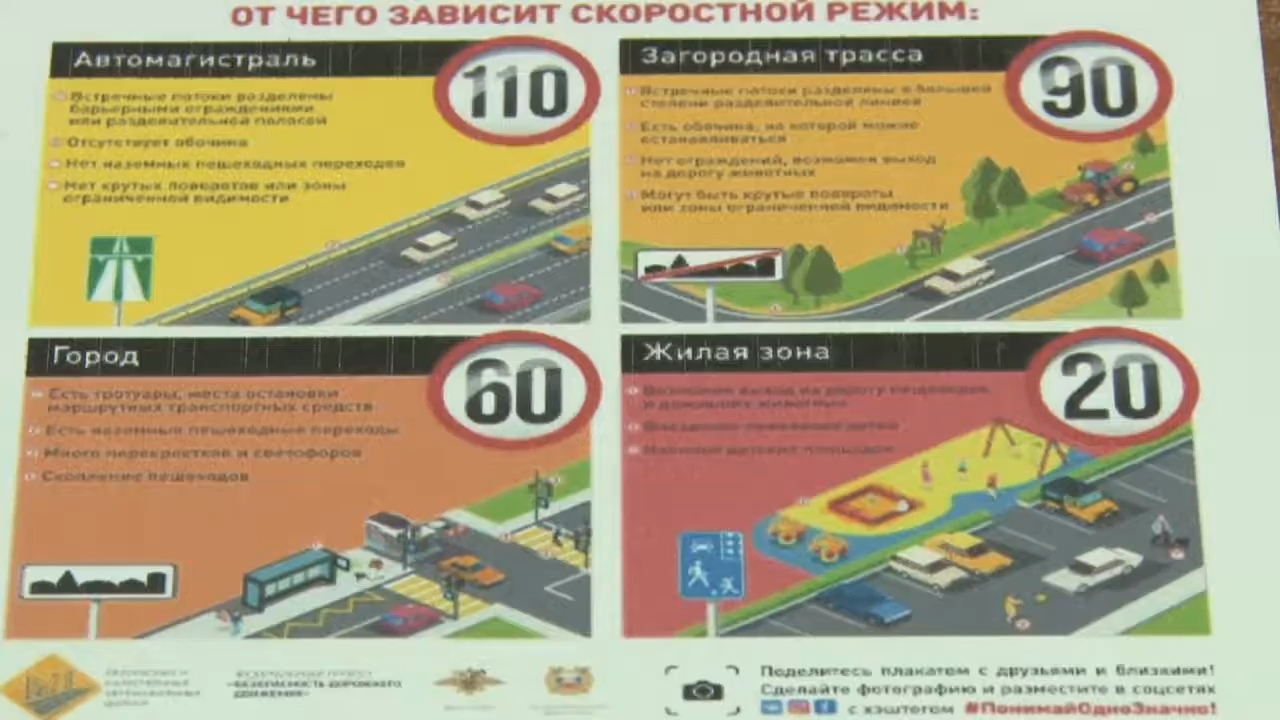 ОТ ЧЕГО ЗАВИСИТ СКОРОСТНОЙ РЕЖИМ:
Автомагистраль
110
Встречные потоки разделены
барьерными ограждениями
или разделительной полосой
Отсутствует обочина
Нет наземных пешеходных переходов
Нет крутых поворотов или зоны
ограниченной видимости
Загородная трасса
90
Встречные потоки разделены в большей
степени разделительной линией
Есть обочина, на которой можно
останавливаться
Нет ограждений, возможен выход
на дорогу животных
Могут быть крутые повороты
или зоны ограниченной видимости
Город
60
Есть тротуары, места остановки
маршрутных транспортных средств
Есть наземные пешеходные переходы
Много перекрестков и светофоров
Скопление пешеходов
Жилая зона
20
Возможен выход на дорогу пешеходов
и домашних животных
БЕЗОПАСНОСТЬ ДОРОЖНОГО
ДВИЖЕНИЯ
Поделитесь плакатом с друзьями и близкими!
Сделайте фотографию и разместите в соцсетях
с хэштегом #ПонимайОднозначно!